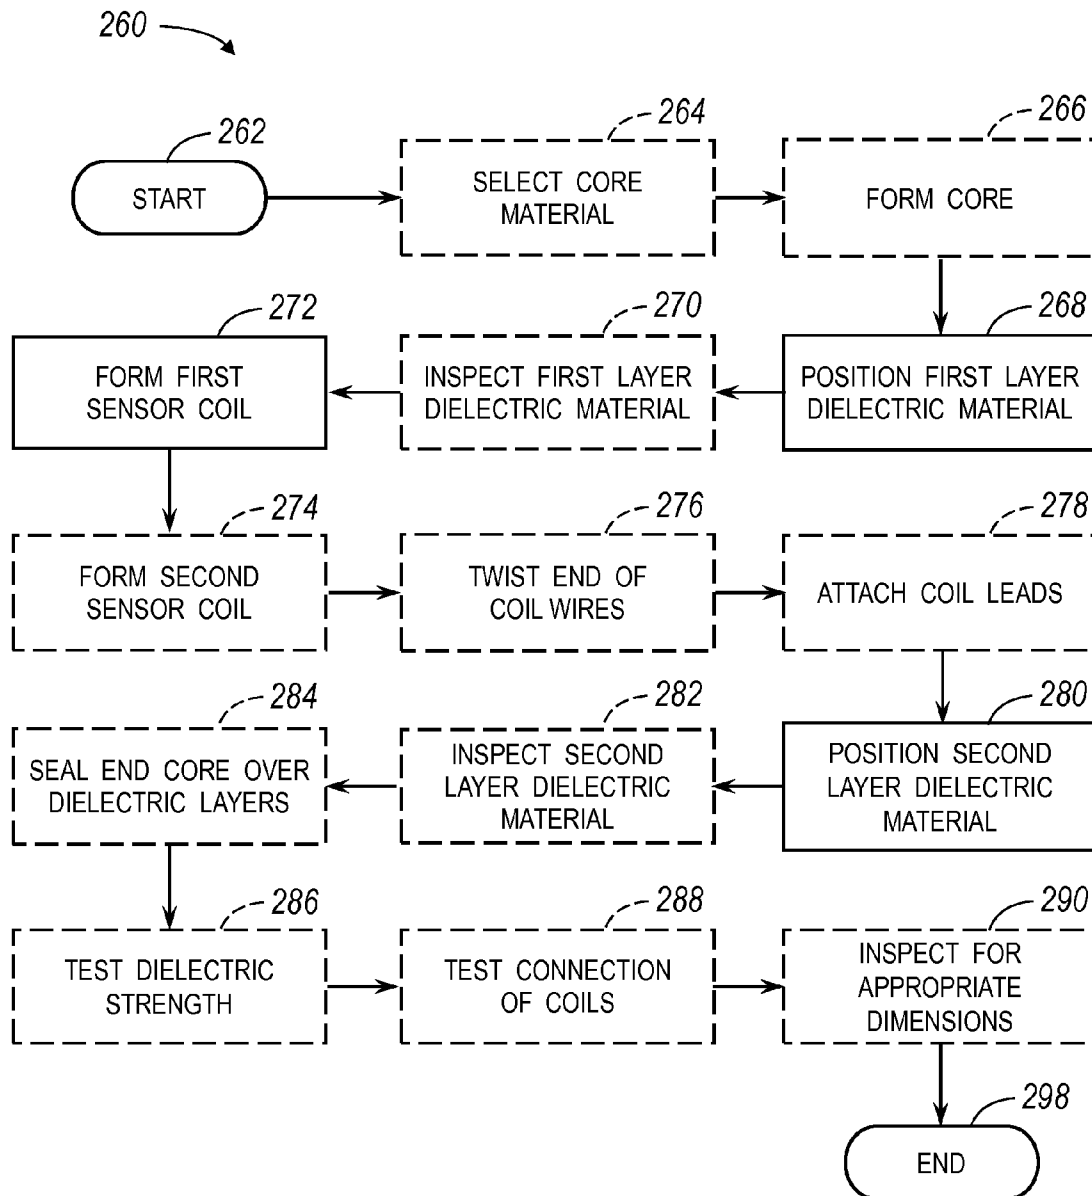 260
262
START
264
SELECT CORE
MATERIAL
266
FORM CORE
272
FORM FIRST
SENSOR COIL
270
INSPECT FIRST LAYER
DIELECTRIC MATERIAL
268
POSITION FIRST LAYER
DIELECTRIC MATERIAL
274
FORM SECOND
SENSOR COIL
276
TWIST END OF
COIL WIRES
278
ATTACH COIL LEADS
284
SEAL END CORE OVER
DIELECTRIC LAYERS
282
INSPECT SECOND
LAYER DIELECTRIC
MATERIAL
280
POSITION SECOND
LAYER DIELECTRIC
MATERIAL
286
TEST DIELECTRIC
STRENGTH
288
TEST CONNECTION
OF COILS
290
INSPECT FOR
APPROPRIATE
DIMENSIONS
298
END